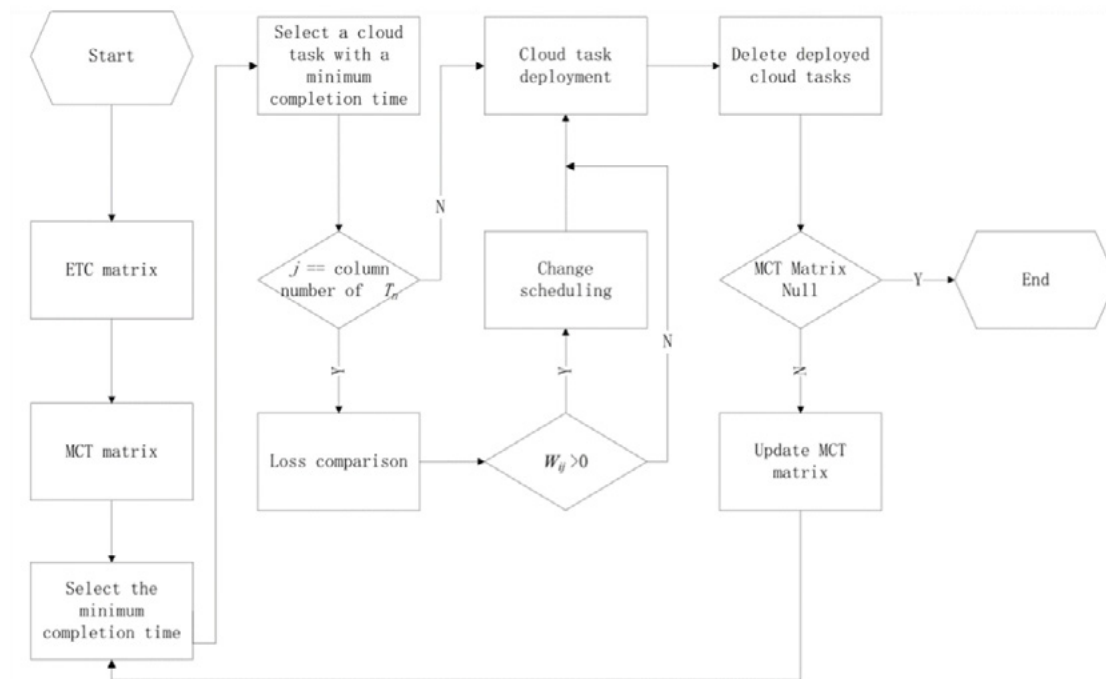 Start
ETC matrix
MCT matrix
Select the
minimum
completion time
Select a cloud
task with a
minimum
completion time
j == column
number of Tn
N
Y
Loss comparison
Wij >0
Y
N
Change
scheduling
Cloud task
deployment
Delete deployed
cloud tasks
MCT Matrix
Null
Y
End
N
Update MCT
matrix